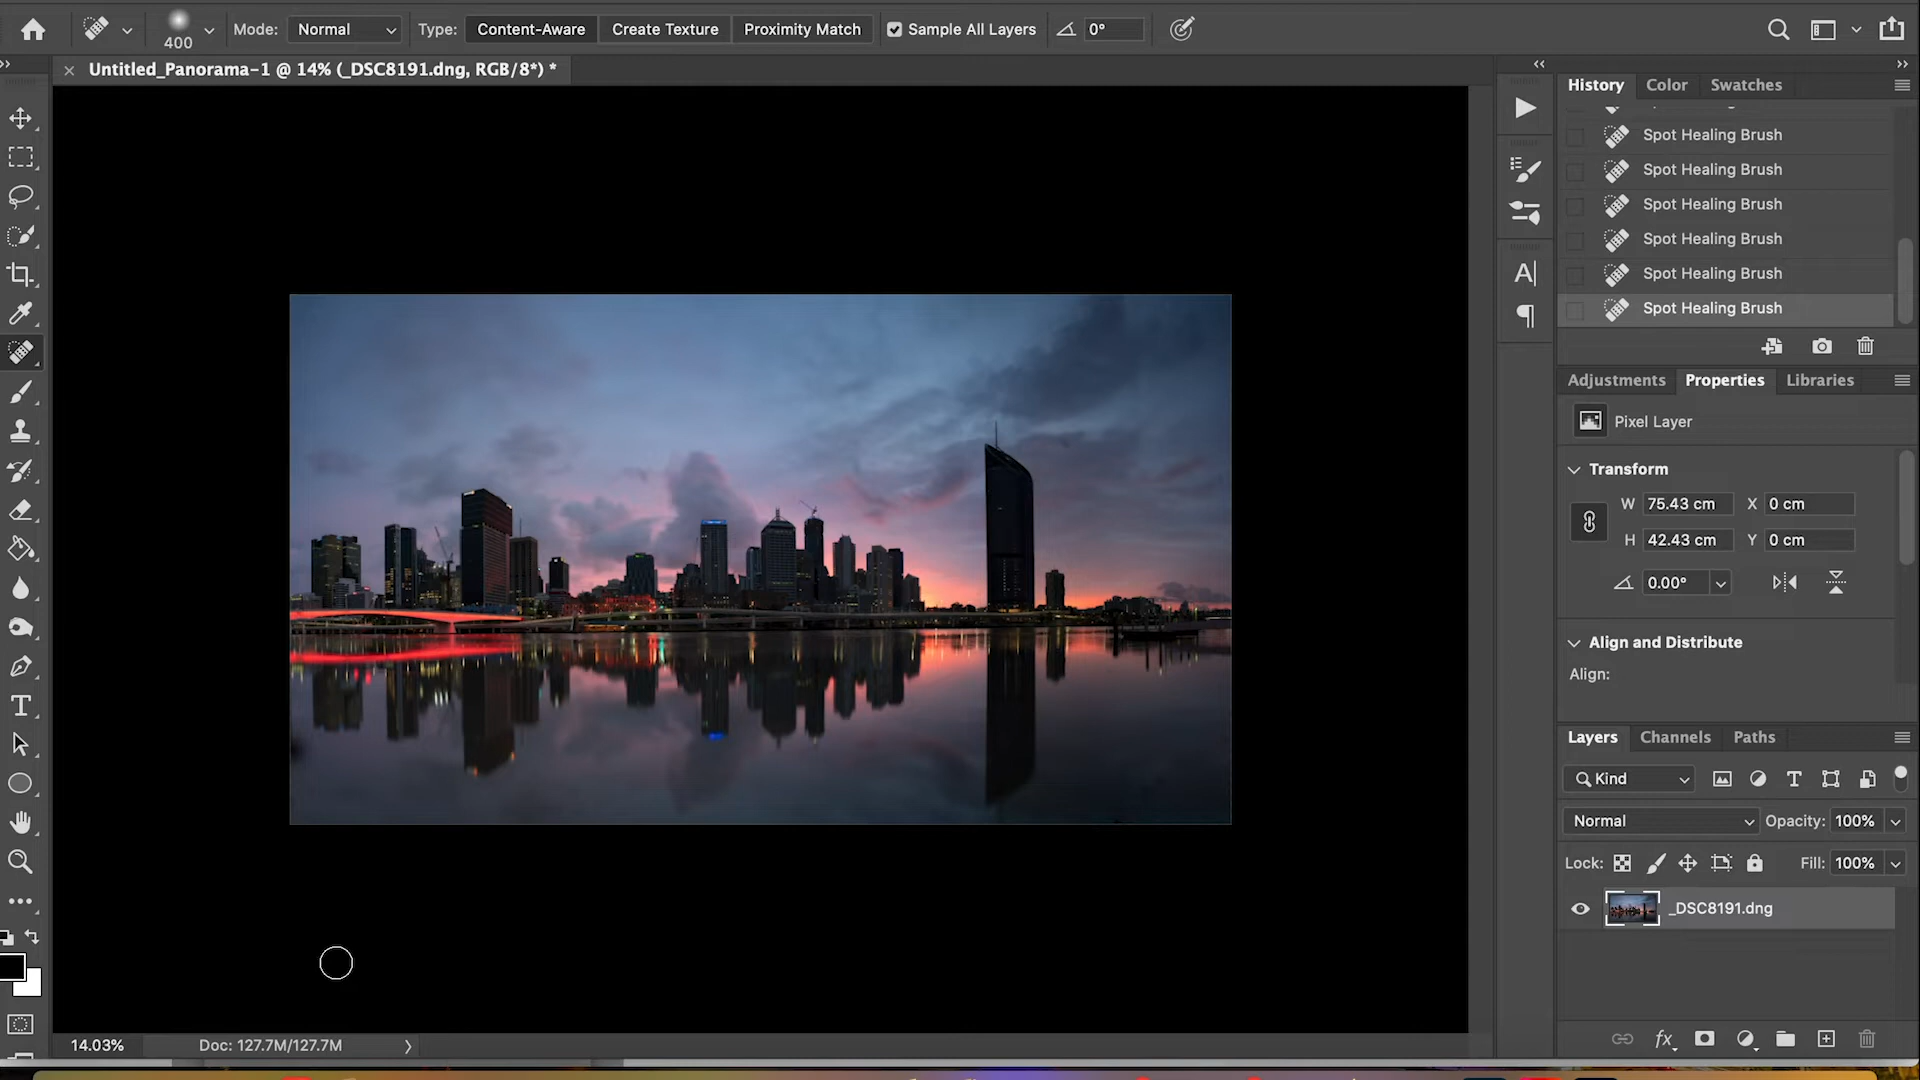 400 Mode: Normal Type: Content-Aware Create Texture Proximity Match Sample All Layers 0°
Untitled_Panorama-1 @ 14% (_DSC8191.dng, RGB/8*) *
History Color Swatches
Spot Healing Brush
Spot Healing Brush
Spot Healing Brush
Spot Healing Brush
Spot Healing Brush
Spot Healing Brush
Adjustments Properties Libraries
Pixel Layer
Transform
W 75.43 cm X 0 cm
H 42.43 cm Y 0 cm
0.00°
Align and Distribute
Align:
Layers Channels Paths
Kind
Normal Opacity: 100%
Lock: Fill: 100%
_DSC8191.dng
fx
14.03% Doc: 127.7M/127.7M